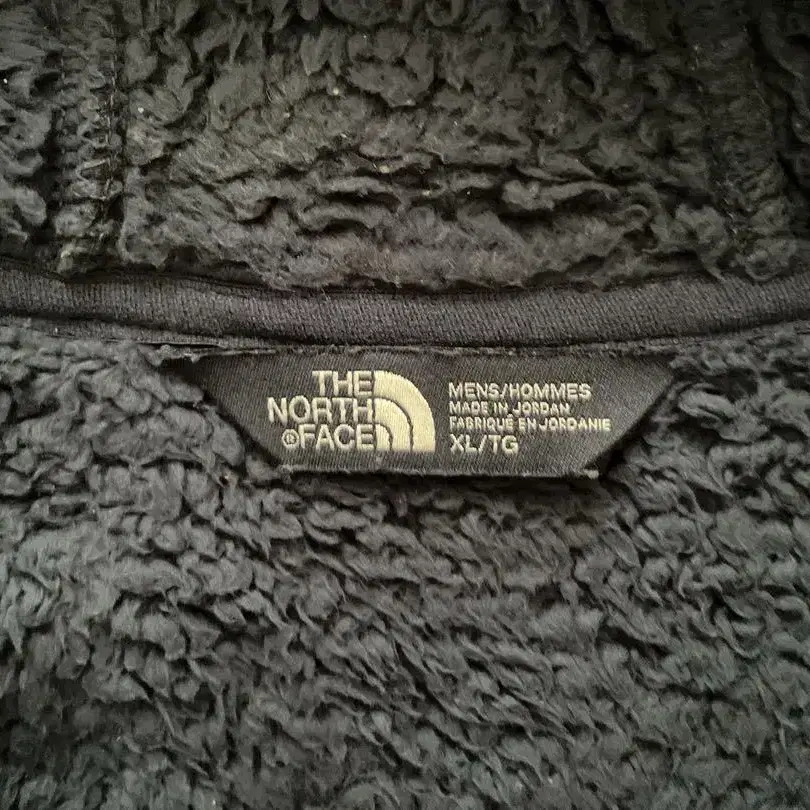 THE
NORTH
®FACE
MENS/HOMMES
MADE IN JORDAN
FABRIQUÉ EN JORDANIE
XL/TG